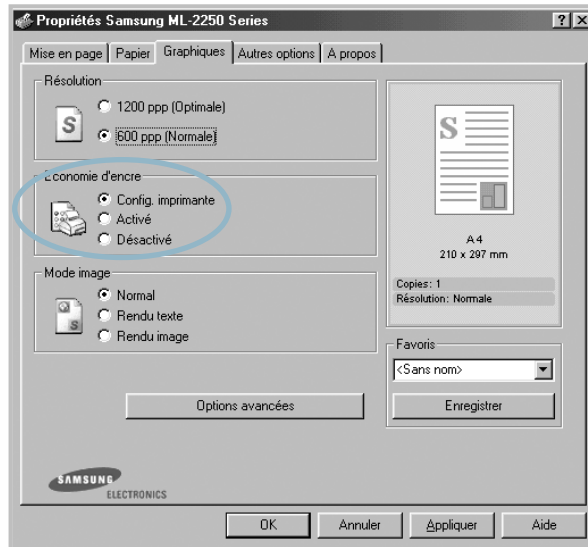 Propriétés Samsung ML-2250 Series
Mise en page Papier Graphiques Autres options A propos
Résolution
1200 ppp (Optimale)
600 ppp (Normale)
Economie d'encre
Config. imprimante
Activé
Désactivé
Mode image
Normal
Rendu texte
Rendu image
Options avancées
A4
210 x 297 mm
Copies: 1
Résolution: Normale
Favoris
<Sans nom>
Enregistrer
SAMSUNG
ELECTRONICS
OK Annuler Appliquer Aide